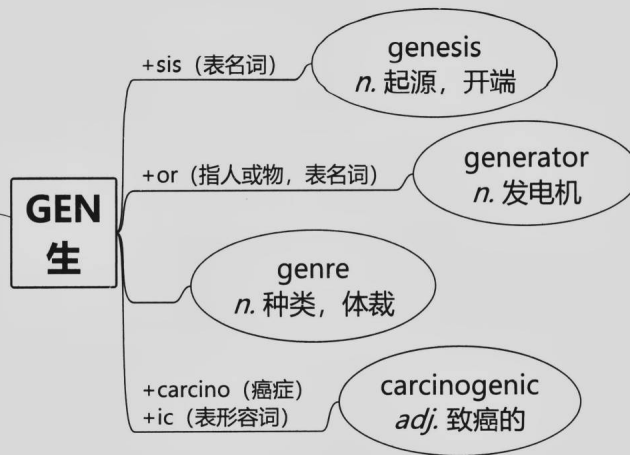 GEN
生
+sis（表名词）
genesis
n. 起源，开端
+or（指人或物，表名词）
generator
n. 发电机
genre
n. 种类，体裁
+carcino（癌症）
+ic（表形容词）
carcinogenic
adj. 致癌的